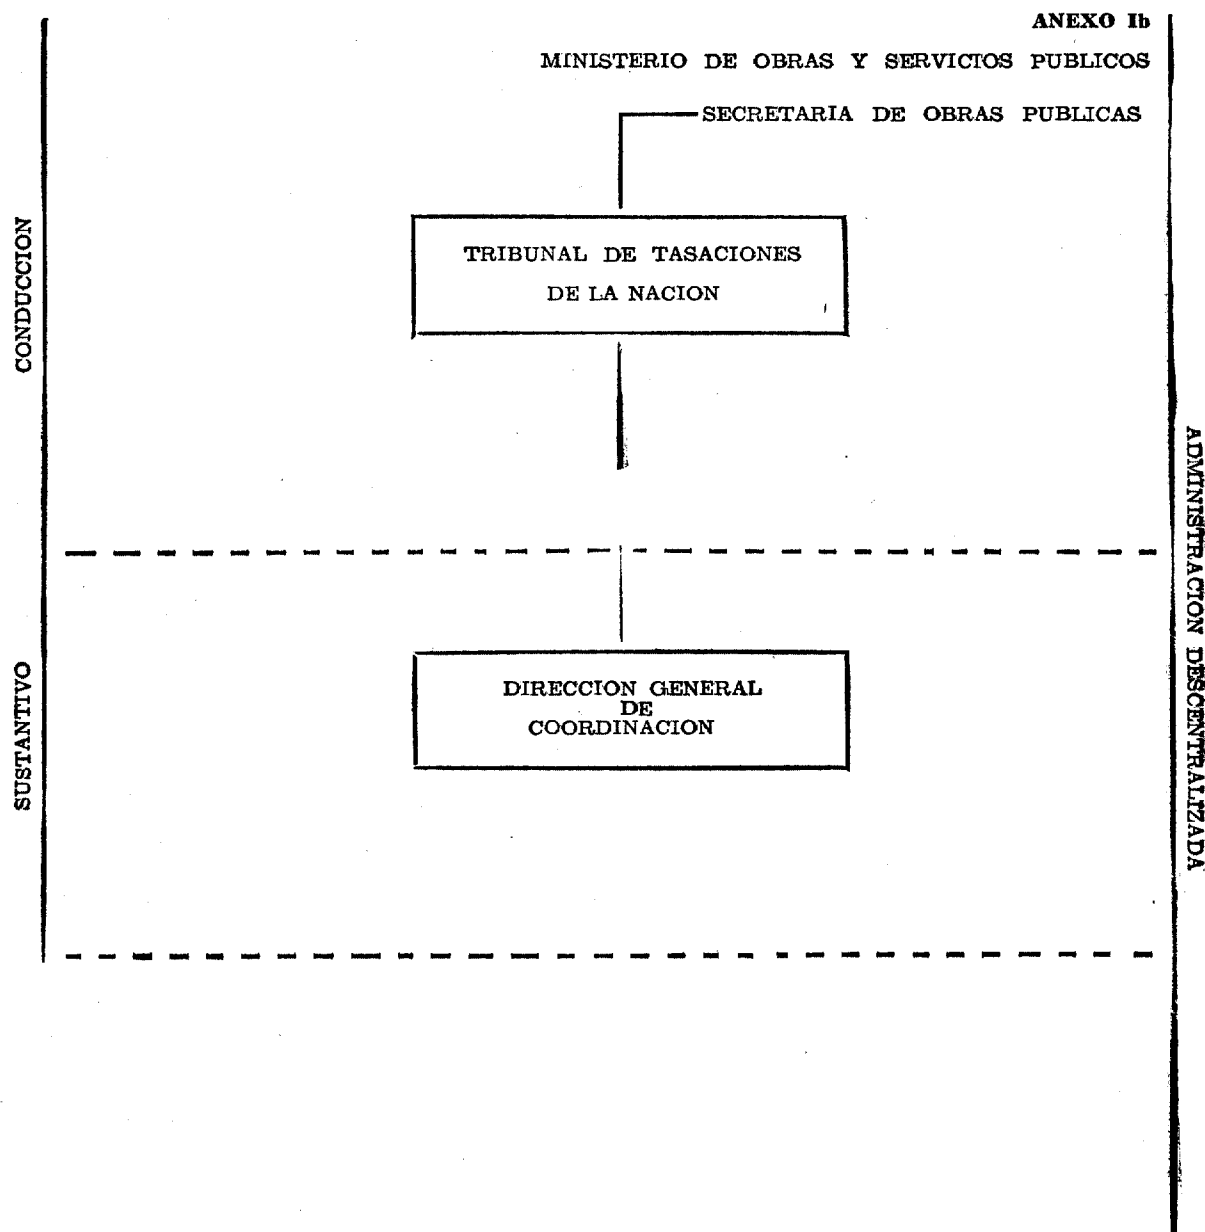 ANEXO Ib
MINISTERIO DE OBRAS Y SERVICIOS PUBLICOS
SECRETARIA DE OBRAS PUBLICAS
CONDUCCION
TRIBUNAL DE TASACIONES
DE LA NACION
ADMINISTRACION DESCENTRALIZADA
SUSTANTIVO
DIRECCION GENERAL
DE
COORDINACION